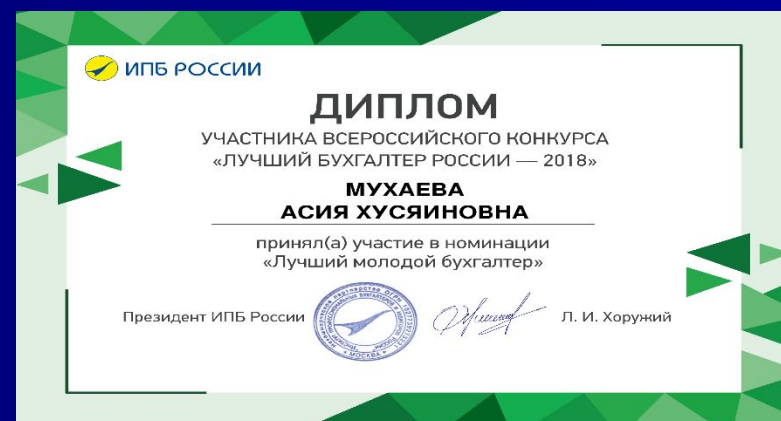 ИПБ РОССИИ
ДИПЛОМ
УЧАСТНИКА ВСЕРОССИЙСКОГО КОНКУРСА
«ЛУЧШИЙ БУХГАЛТЕР РОССИИ — 2018»
МУХАЕВА
АСИЯ ХУСЯИНОВНА
принял(а) участие в номинации
«Лучший молодой бухгалтер»
Президент ИПБ России
МОСКВА
Л. И. Хоружий